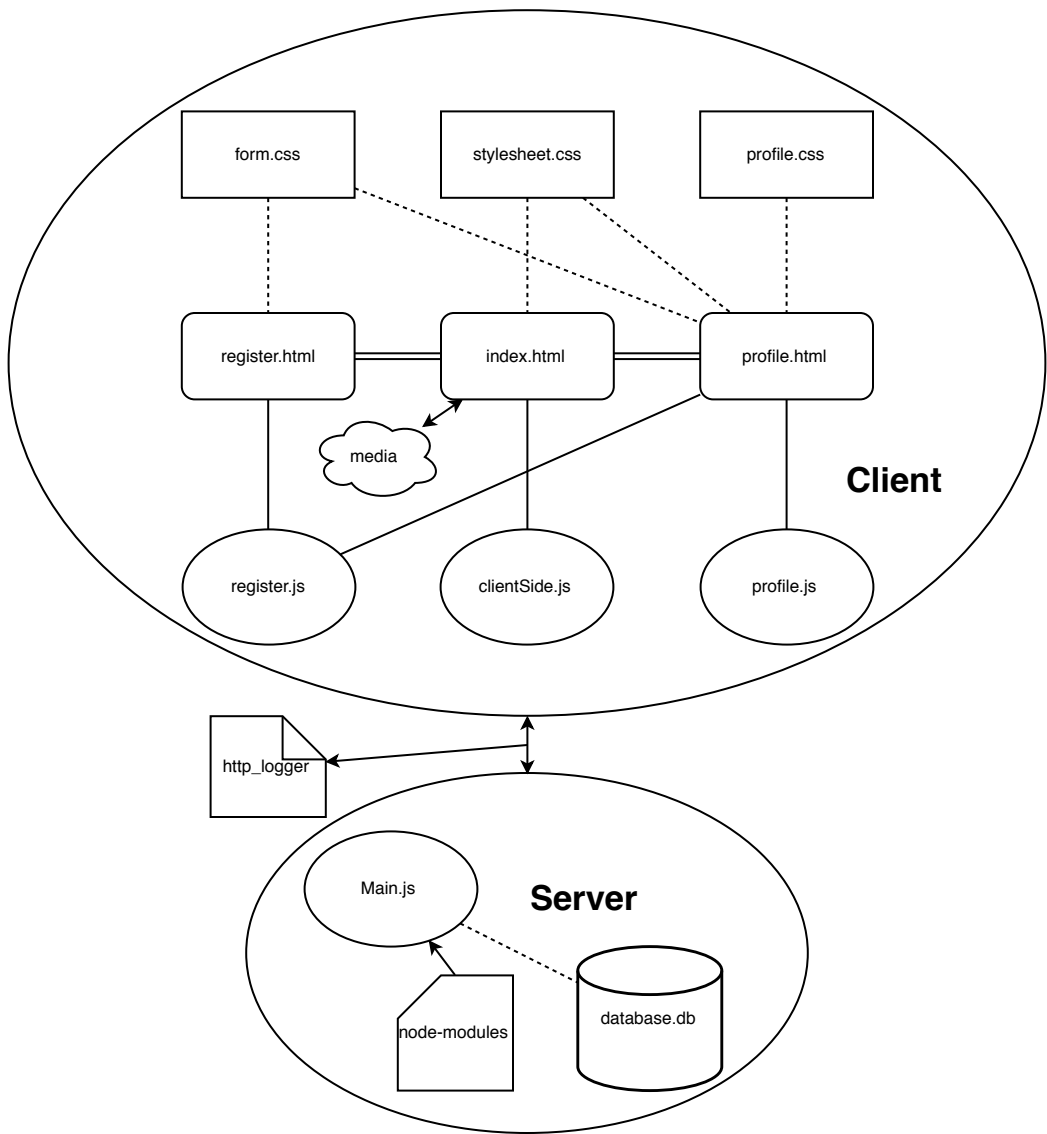 form.css
stylesheet.css
profile.css
register.html
index.html
profile.html
media
Client
register.js
clientSide.js
profile.js
http_logger
Main.js
Server
node-modules
database.db